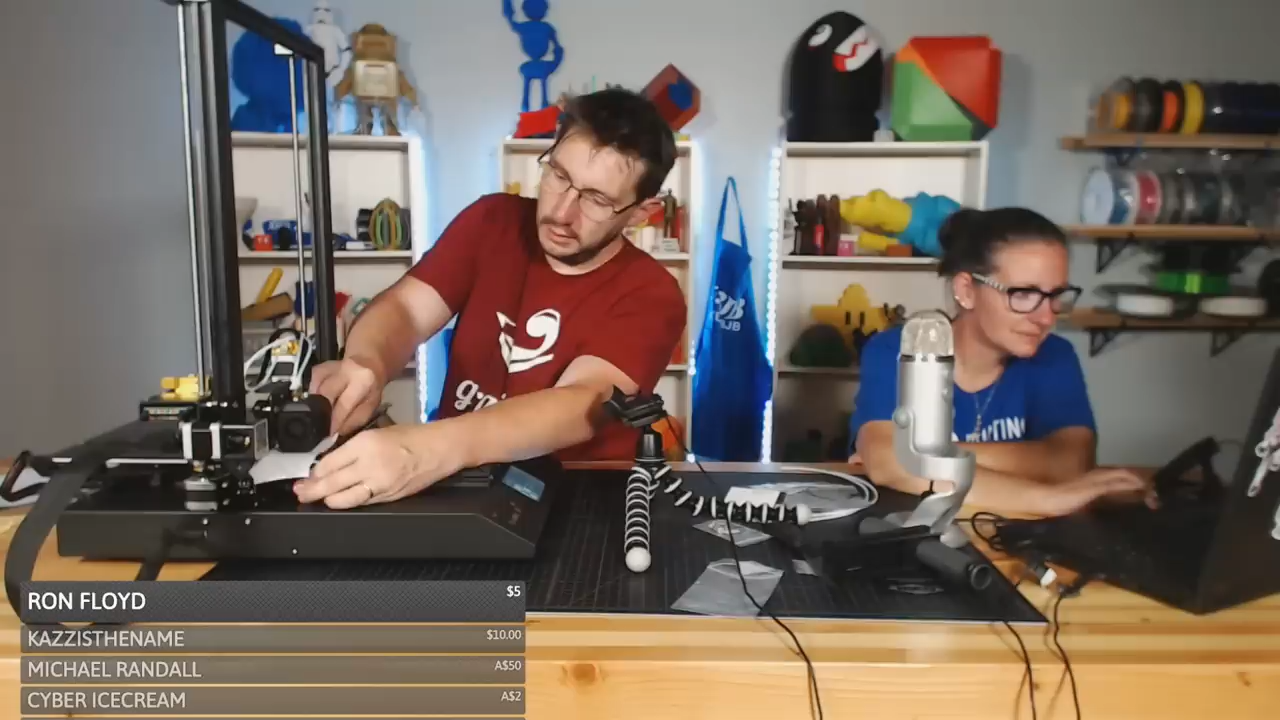 RON FLOYD $5
KAZZISTHENAME $10.00
MICHAEL RANDALL A$50
CYBER ICECREAM A$2